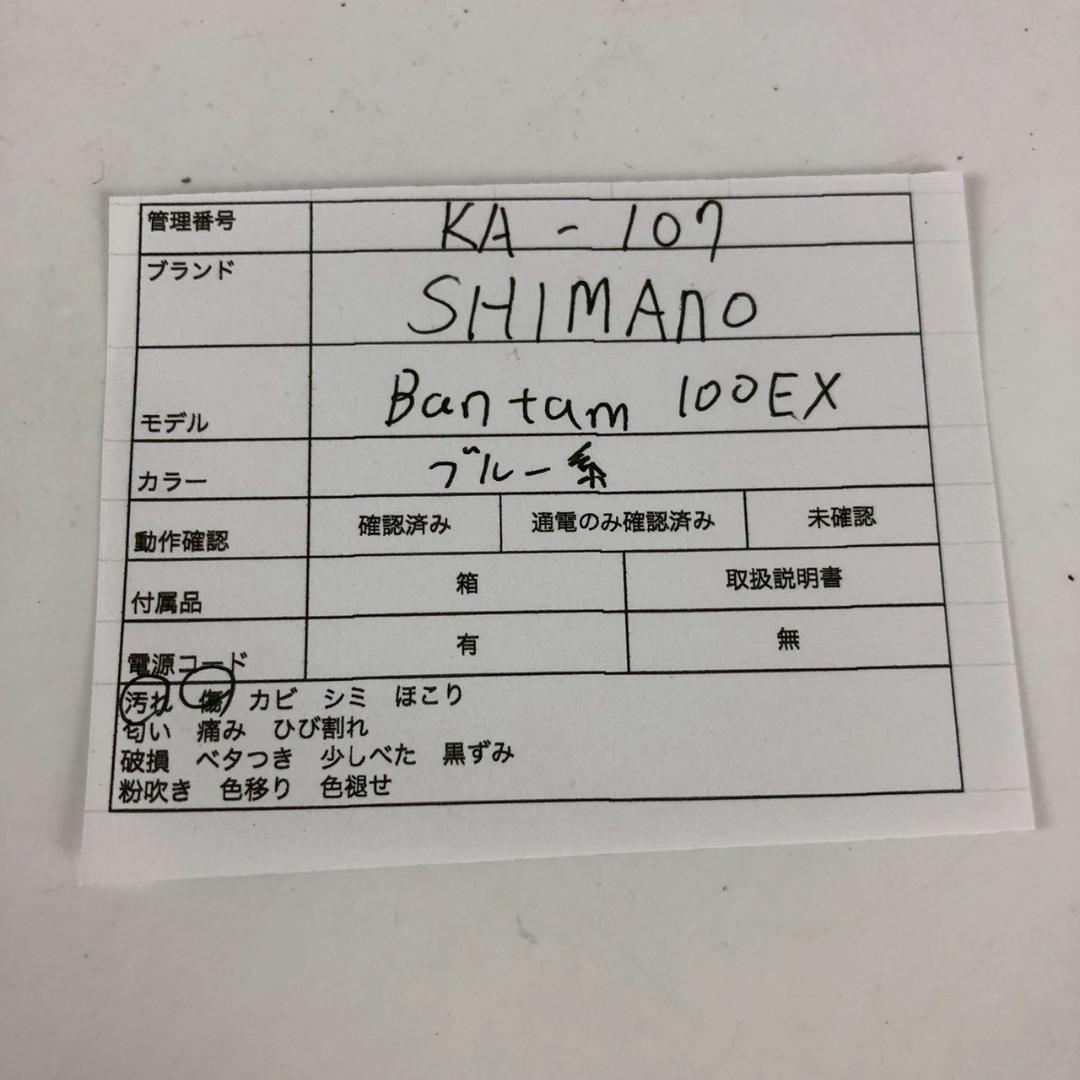 管理番号 KA - 107
ブランド SHIMAnO
モデル Bantam 100EX
カラー ブルー系
動作確認 確認済み 通電のみ確認済み 未確認
付属品 箱 取扱説明書
電源コード 有 無
汚れ 傷 カビ シミ ほこり
匂い 痛み ひび割れ
破損 ベタつき 少しべた 黒ずみ
粉吹き 色移り 色褪せ